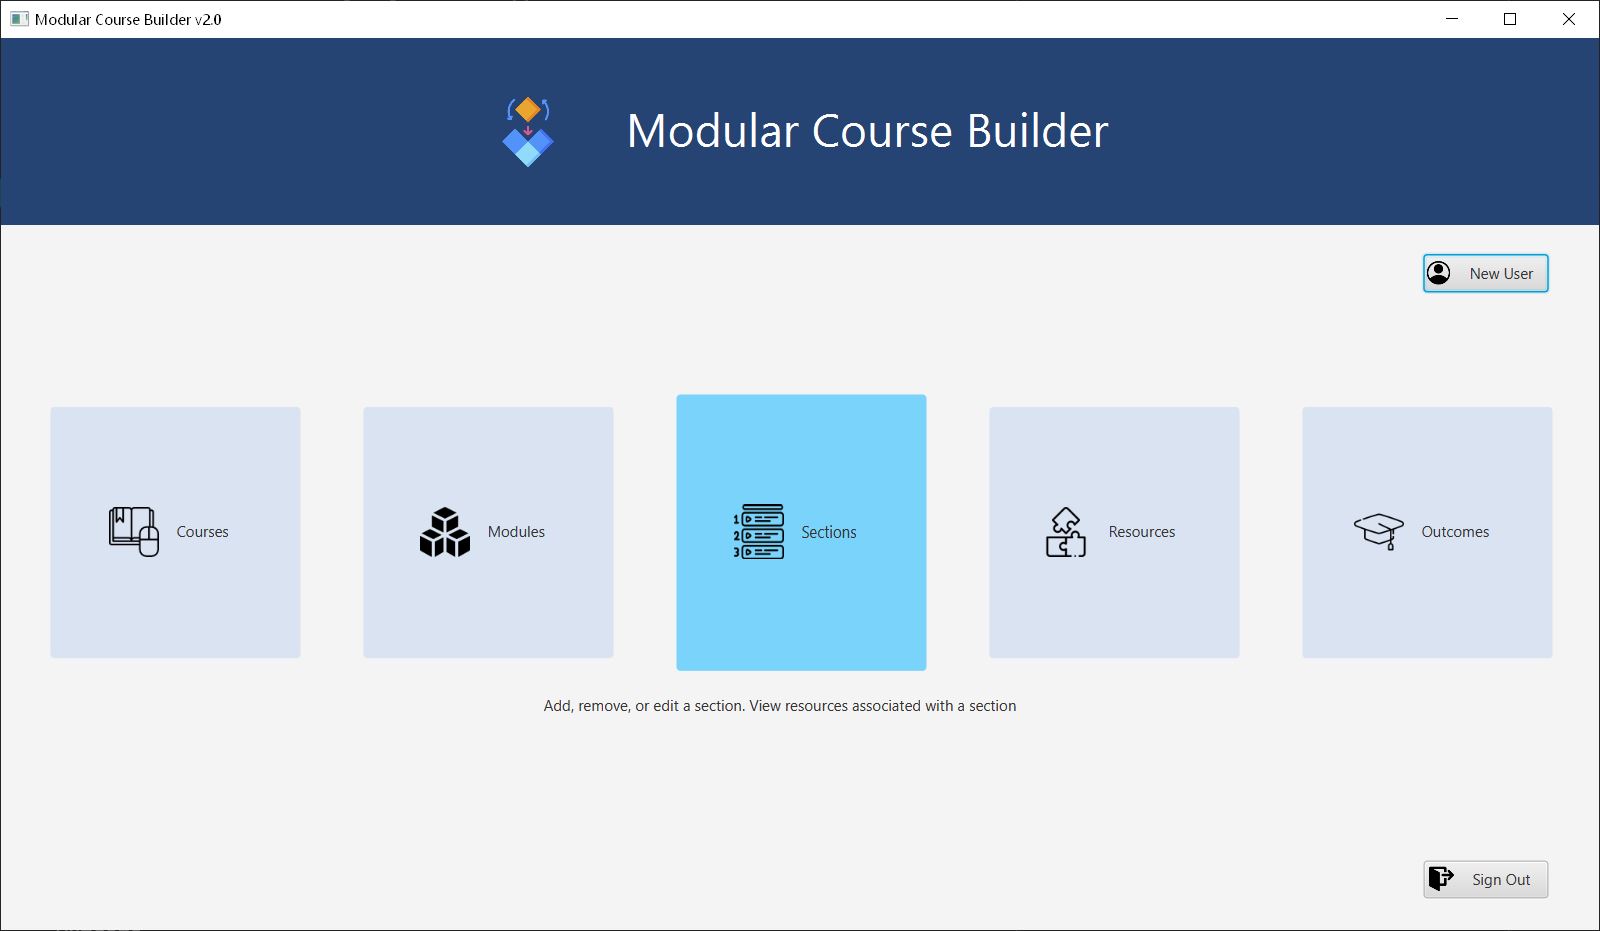 Modular Course Builder v2.0
Modular Course Builder
New User
Courses
Modules
1
2
3
Sections
Resources
Outcomes
Add, remove, or edit a section. View resources associated with a section
Sign Out